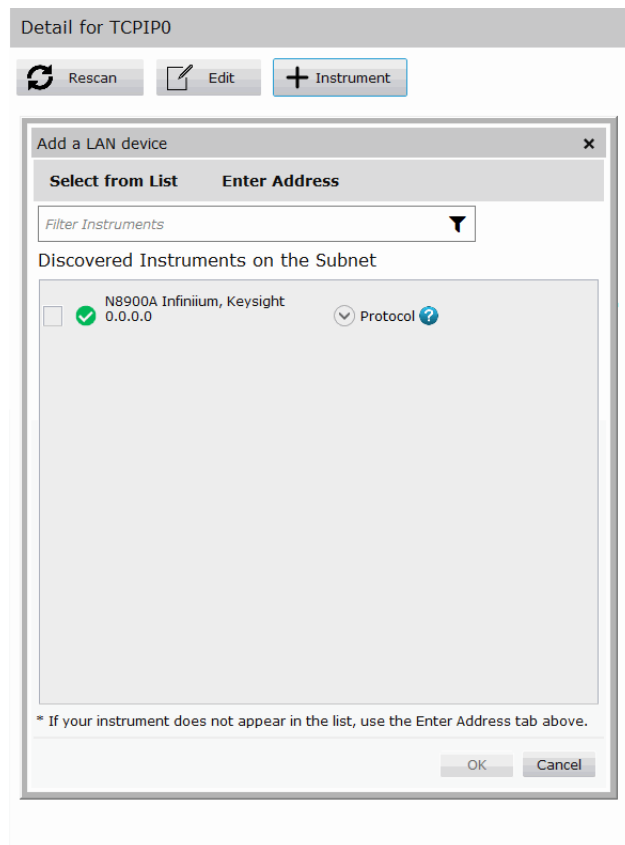 Detail for TCPIP0
Rescan
Edit
Instrument
Add a LAN device
Select from List
Enter Address
Filter Instruments
Discovered Instruments on the Subnet
N8900A Infiniium, Keysight
0.0.0.0
Protocol
* If your instrument does not appear in the list, use the Enter Address tab above.
OK
Cancel